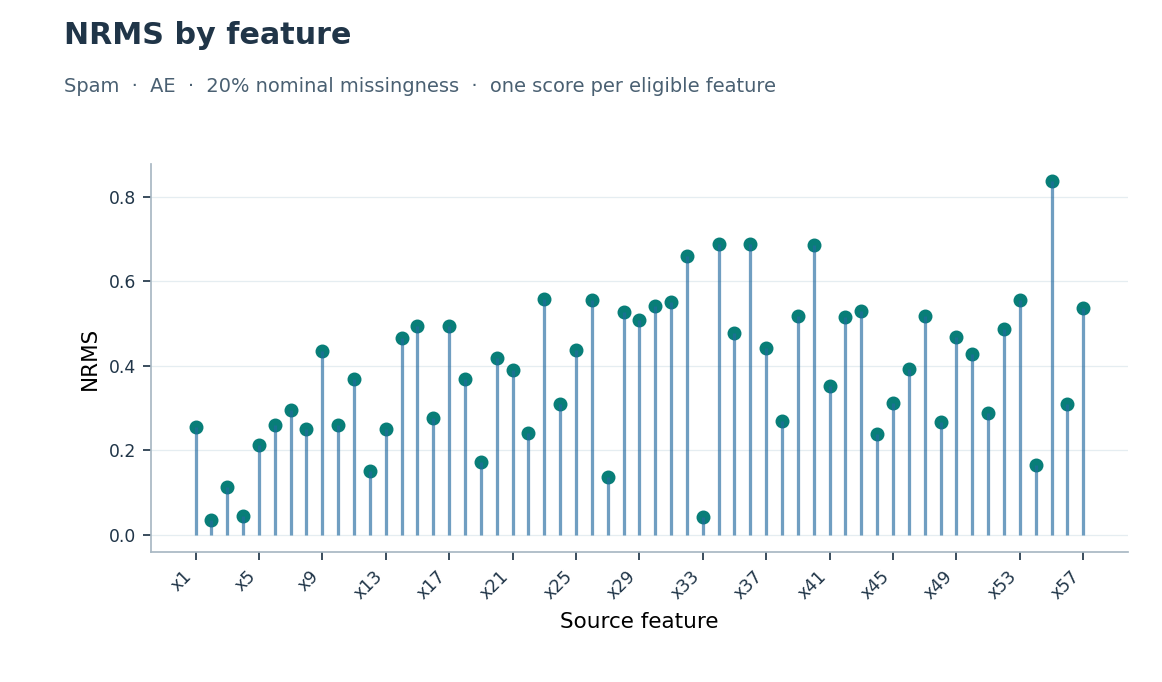 NRMS by feature
Spam · AE · 20% nominal missingness · one score per eligible feature
NRMS
0.8
0.6
0.4
0.2
0.0
x1 x5 x9 x13 x17 x21 x25 x29 x33 x37 x41 x45 x49 x53 x57
Source feature